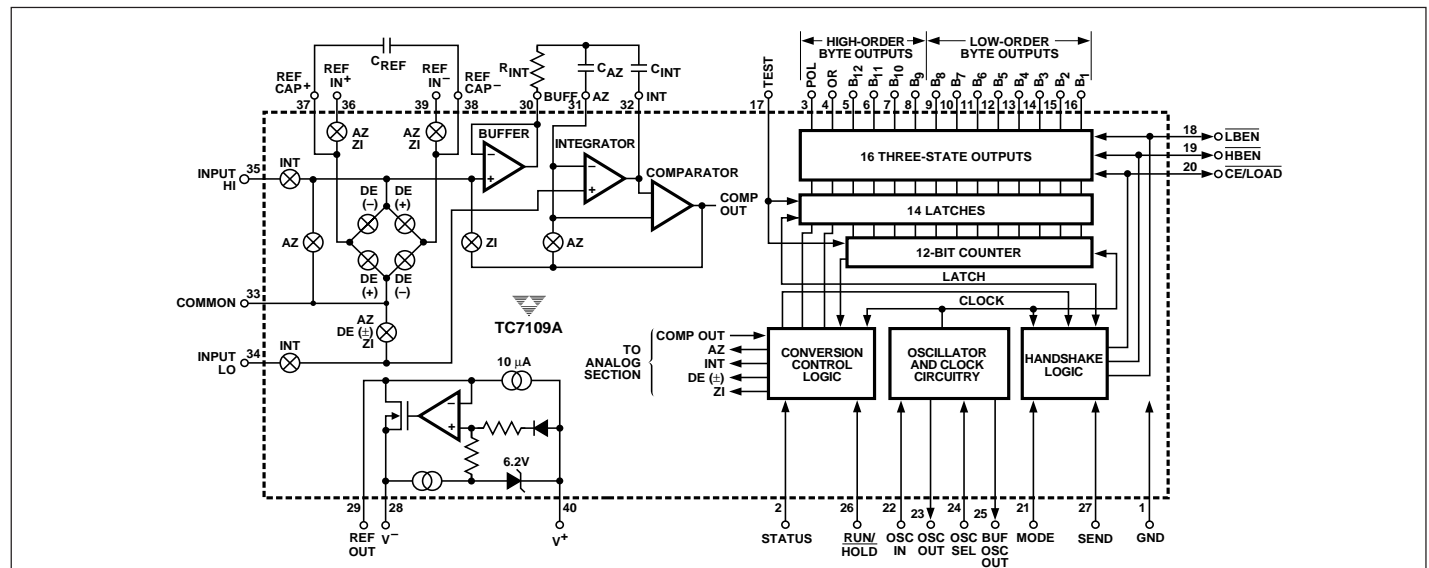 HIGH-ORDER BYTE OUTPUTS
LOW-ORDER BYTE OUTPUTS
TEST
POL
OR
B12
B11
B10
B9
B8
B7
B6
B5
B4
B3
B2
B1
17
3
4
5
6
7
8
9
10
11
12
13
14
15
16
CREF
RINT
CAZ
CINT
REF CAP+
REF IN+
REF IN–
REF CAP–
37
36
39
38
30
BUFF
31
AZ
32
INT
AZ
ZI
AZ
ZI
BUFFER
INTEGRATOR
COMPARATOR
COMP OUT
INPUT HI
35
INT
DE (–)
DE (+)
AZ
DE (+)
DE (–)
ZI
AZ
COMMON
33
AZ
DE (±)
ZI
INPUT LO
34
INT
TC7109A
16 THREE-STATE OUTPUTS
14 LATCHES
12-BIT COUNTER
LATCH
CLOCK
18
LBEN
19
HBEN
20
CE/LOAD
TO ANALOG SECTION
COMP OUT
AZ
INT
DE (±)
ZI
CONVERSION CONTROL LOGIC
OSCILLATOR AND CLOCK CIRCUITRY
HANDSHAKE LOGIC
10 µA
6.2V
29
28
40
REF OUT
V–
V+
2
26
22
23
24
25
21
27
1
STATUS
RUN/HOLD
OSC IN
OSC OUT
OSC SEL
BUF OSC OUT
MODE
SEND
GND